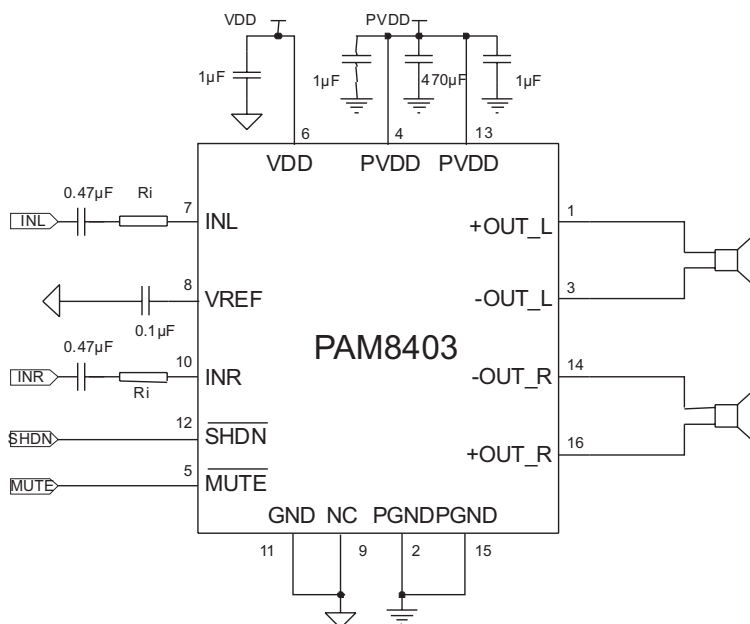 VDD PVDD
1µF 1µF 470µF 1µF
6 4 13
VDD PVDD PVDD
0.47µF Ri
INL 7 INL
+OUT_L 1
8 VREF
0.1µF
-OUT_L 3
PAM8403
0.47µF
INR 10 INR
Ri
-OUT_R 14
SHDN 12 SHDN
+OUT_R 16
MUTE 5 MUTE
GND NC PGND PGND
11 9 2 15